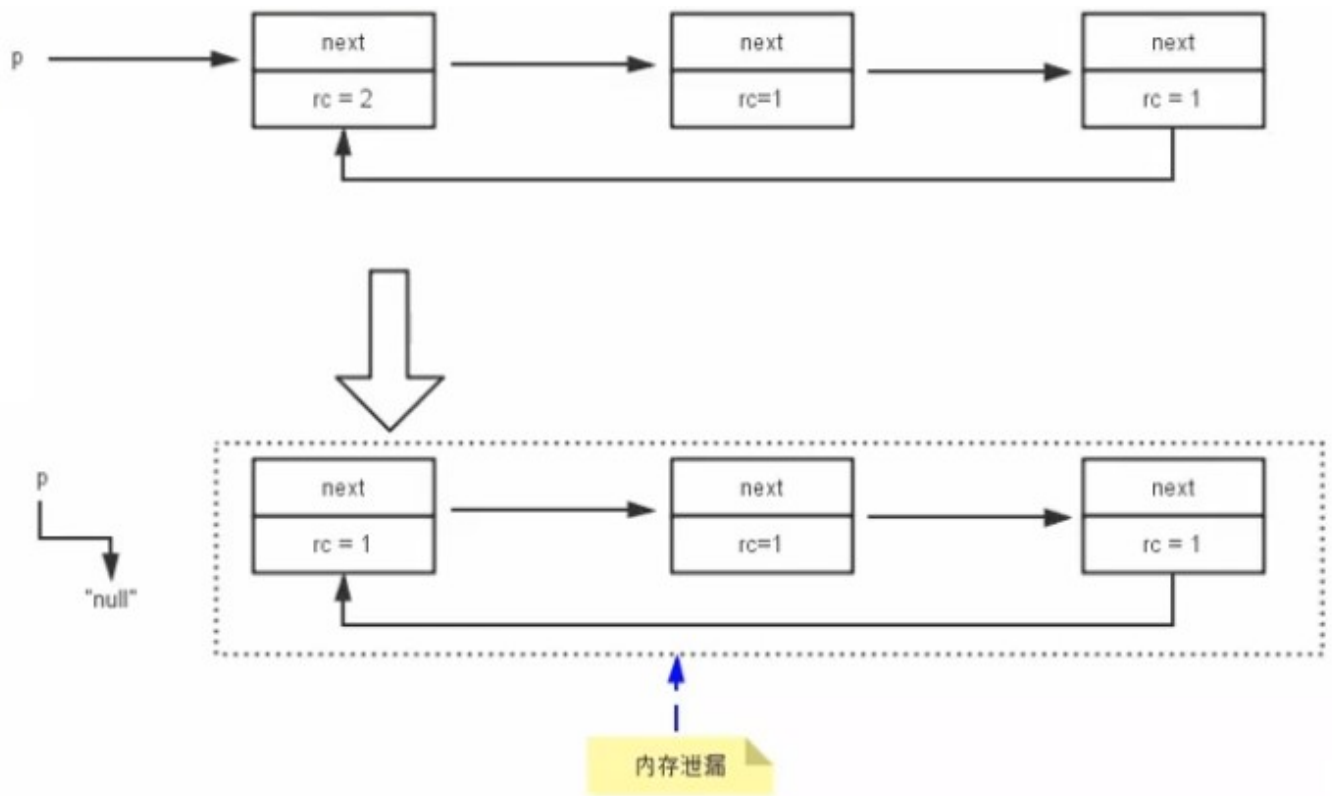 p
next
next
next
rc = 2
rc=1
rc = 1
p
next
next
next
rc = 1
rc=1
rc = 1
"null"
内存泄漏